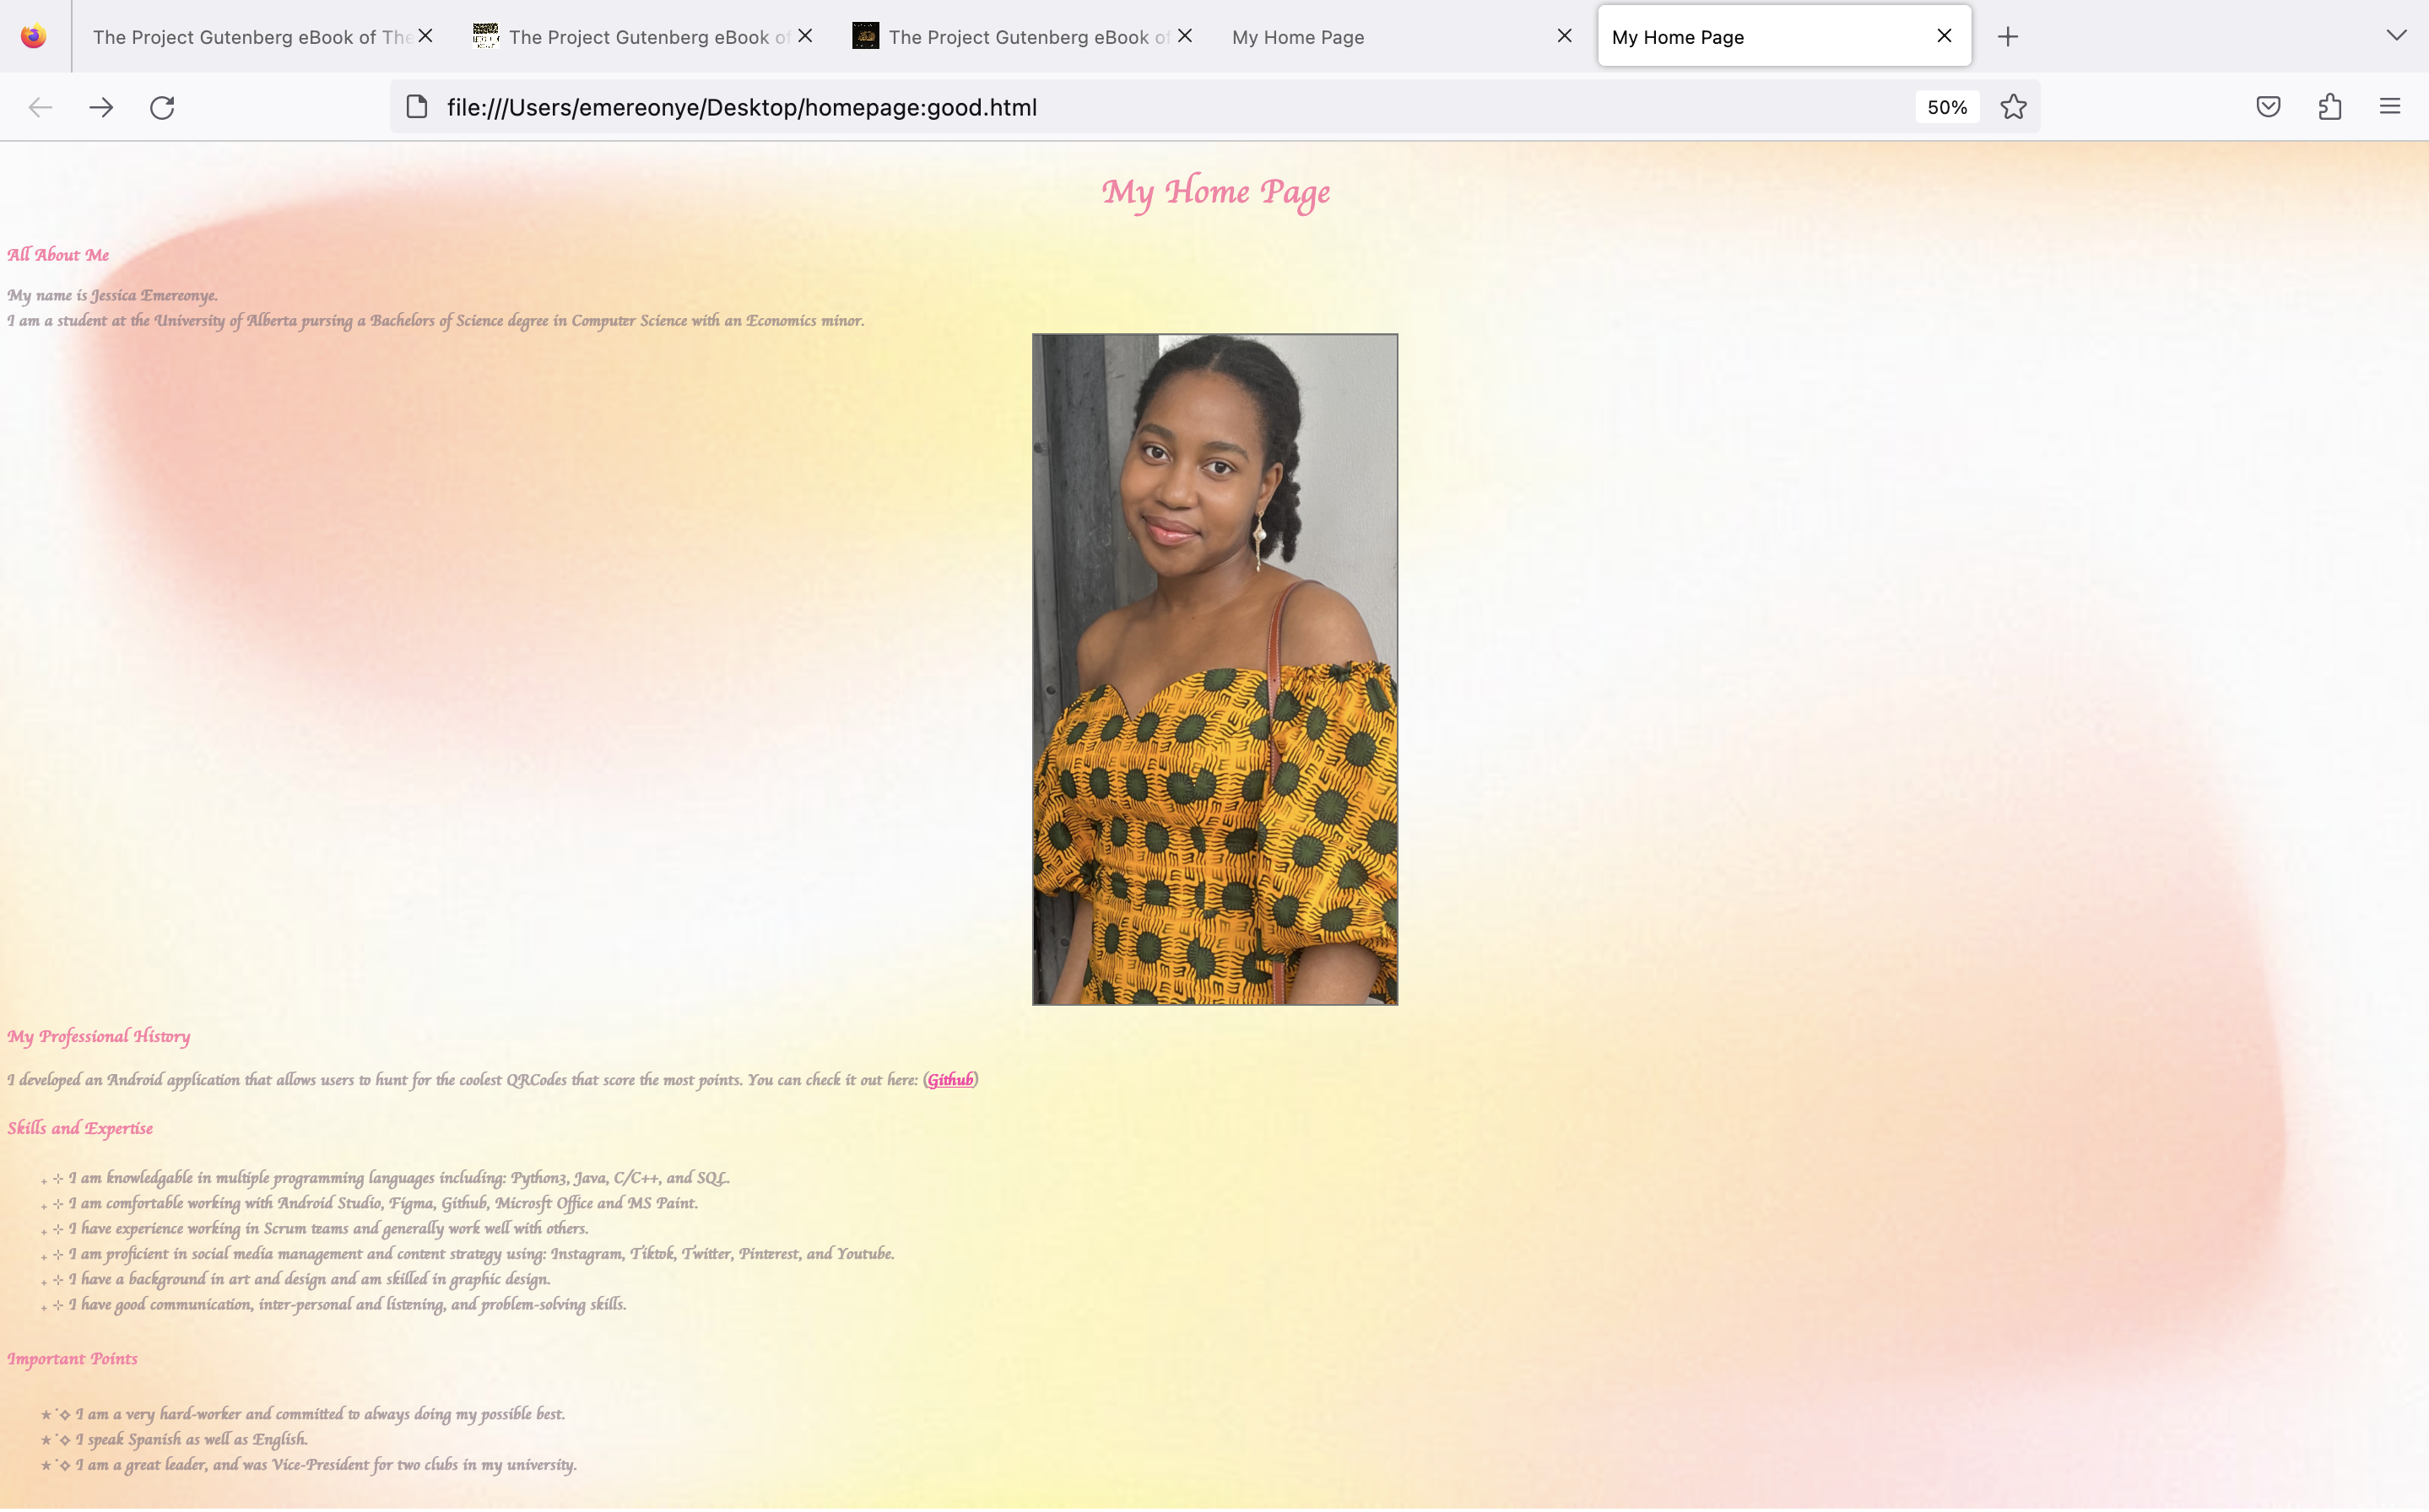 The Project Gutenberg eBook of The
The Project Gutenberg eBook of
The Project Gutenberg eBook of
My Home Page
My Home Page
file:///Users/emereonye/Desktop/homepage:good.html
50%
My Home Page
All About Me
My name is Jessica Emereonye.
I am a student at the University of Alberta pursing a Bachelors of Science degree in Computer Science with an Economics minor.
My Professional History
I developed an Android application that allows users to hunt for the coolest QRCodes that score the most points. You can check it out here: (Github)
Skills and Expertise
₊ ⊹ I am knowledgable in multiple programming languages including: Python3, Java, C/C++, and SQL.
₊ ⊹ I am comfortable working with Android Studio, Figma, Github, Microsft Office and MS Paint.
₊ ⊹ I have experience working in Scrum teams and generally work well with others.
₊ ⊹ I am proficient in social media management and content strategy using: Instagram, Tiktok, Twitter, Pinterest, and Youtube.
₊ ⊹ I have a background in art and design and am skilled in graphic design.
₊ ⊹ I have good communication, inter-personal and listening, and problem-solving skills.
Important Points
⋆˙⟡ I am a very hard-worker and committed to always doing my possible best.
⋆˙⟡ I speak Spanish as well as English.
⋆˙⟡ I am a great leader, and was Vice-President for two clubs in my university.